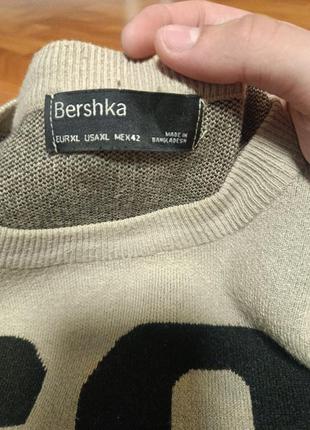 Bershka
EUR XL USA XL MEX 42
MADE IN
BANGLADESH